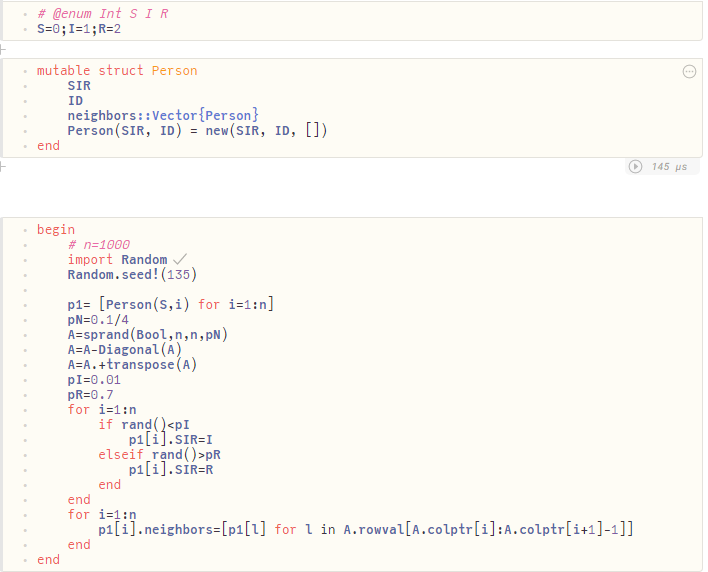 # @enum Int S I R
S=0;I=1;R=2
mutable struct Person
SIR
ID
neighbors::Vector{Person}
Person(SIR, ID) = new(SIR, ID, [])
end
145 μs
begin
# n=1000
import Random
Random.seed!(135)
p1= [Person(S,i) for i=1:n]
pN=0.1/4
A=sprand(Bool,n,n,pN)
A=A-Diagonal(A)
A=A.+transpose(A)
pI=0.01
pR=0.7
for i=1:n
if rand()<pI
p1[i].SIR=I
elseif rand()>pR
p1[i].SIR=R
end
end
for i=1:n
p1[i].neighbors=[p1[l] for l in A.rowval[A.colptr[i]:A.colptr[i+1]-1]]
end
end